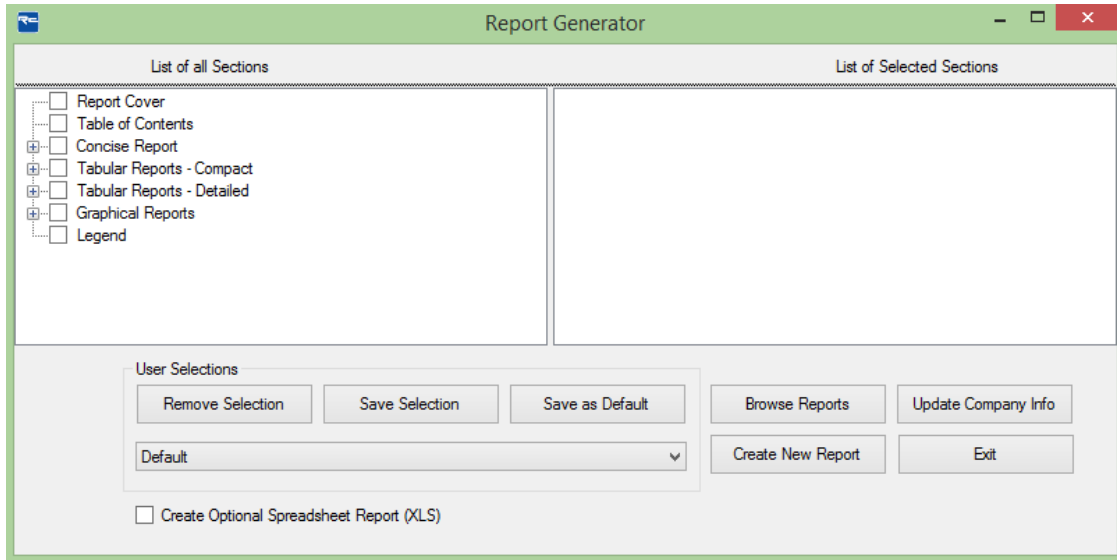 Report Generator
List of all Sections
List of Selected Sections
Report Cover
Table of Contents
Concise Report
Tabular Reports - Compact
Tabular Reports - Detailed
Graphical Reports
Legend
User Selections
Remove Selection
Save Selection
Save as Default
Browse Reports
Update Company Info
Default
Create New Report
Exit
Create Optional Spreadsheet Report (XLS)